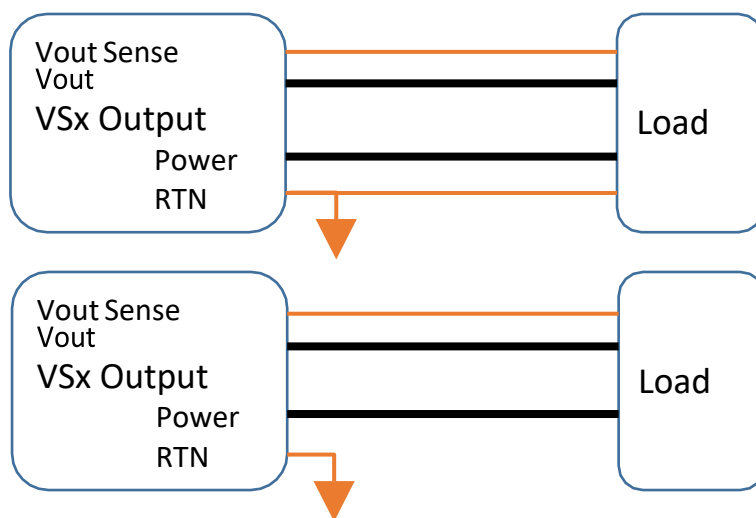 Vout Sense
Vout
VSx Output
Load
Power
RTN
Vout Sense
Vout
VSx Output
Load
Power
RTN